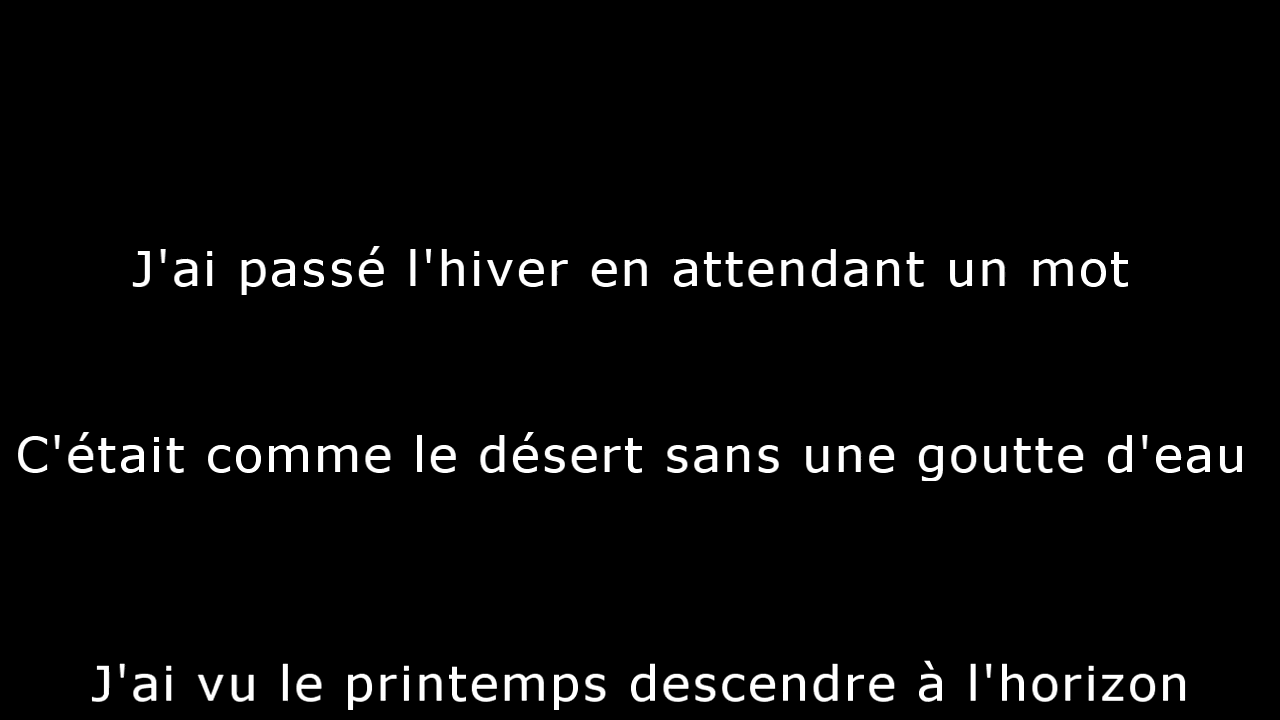 J'ai passé l'hiver en attendant un mot
C'était comme le désert sans une goutte d'eau
J'ai vu le printemps descendre à l'horizon